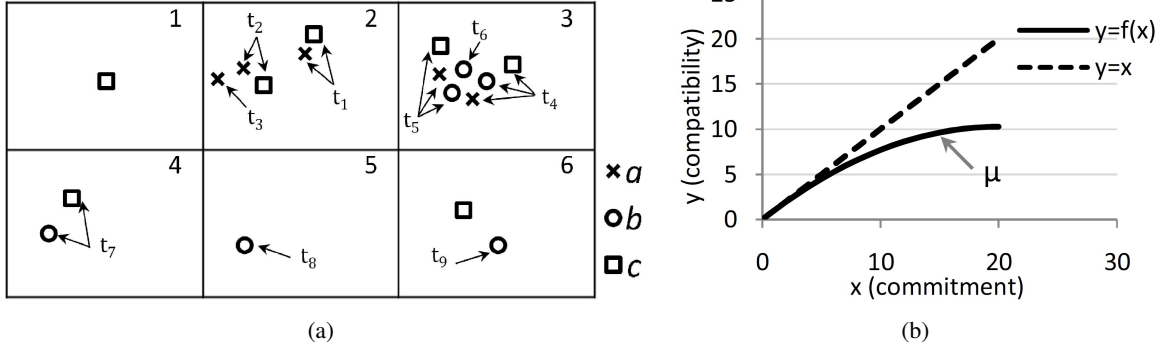 1
2
3
t₂
t₆
t₁
t₃
t₅
t₄
4
5
6
t₇
t₈
t₉
a
b
c
(a)
y (compatibility)
25
20
15
10
5
0
0
10
20
30
x (commitment)
y=f(x)
y=x
μ
(b)